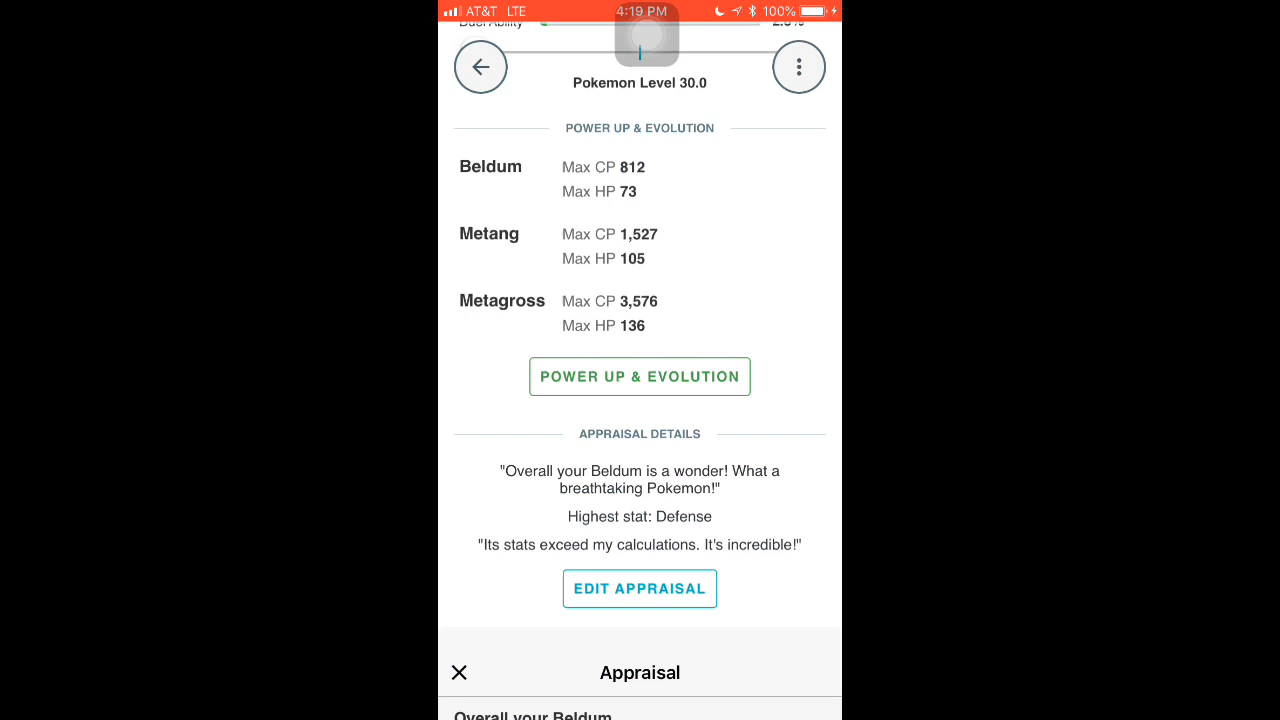 AT&T LTE 4:19 PM 100%
Duel Ability
Pokemon Level 30.0
POWER UP & EVOLUTION
Beldum Max CP 812
Max HP 73
Metang Max CP 1,527
Max HP 105
Metagross Max CP 3,576
Max HP 136
POWER UP & EVOLUTION
APPRAISAL DETAILS
"Overall your Beldum is a wonder! What a
breathtaking Pokemon!"
Highest stat: Defense
"Its stats exceed my calculations. It's incredible!"
EDIT APPRAISAL
Appraisal
Overall your Beldum